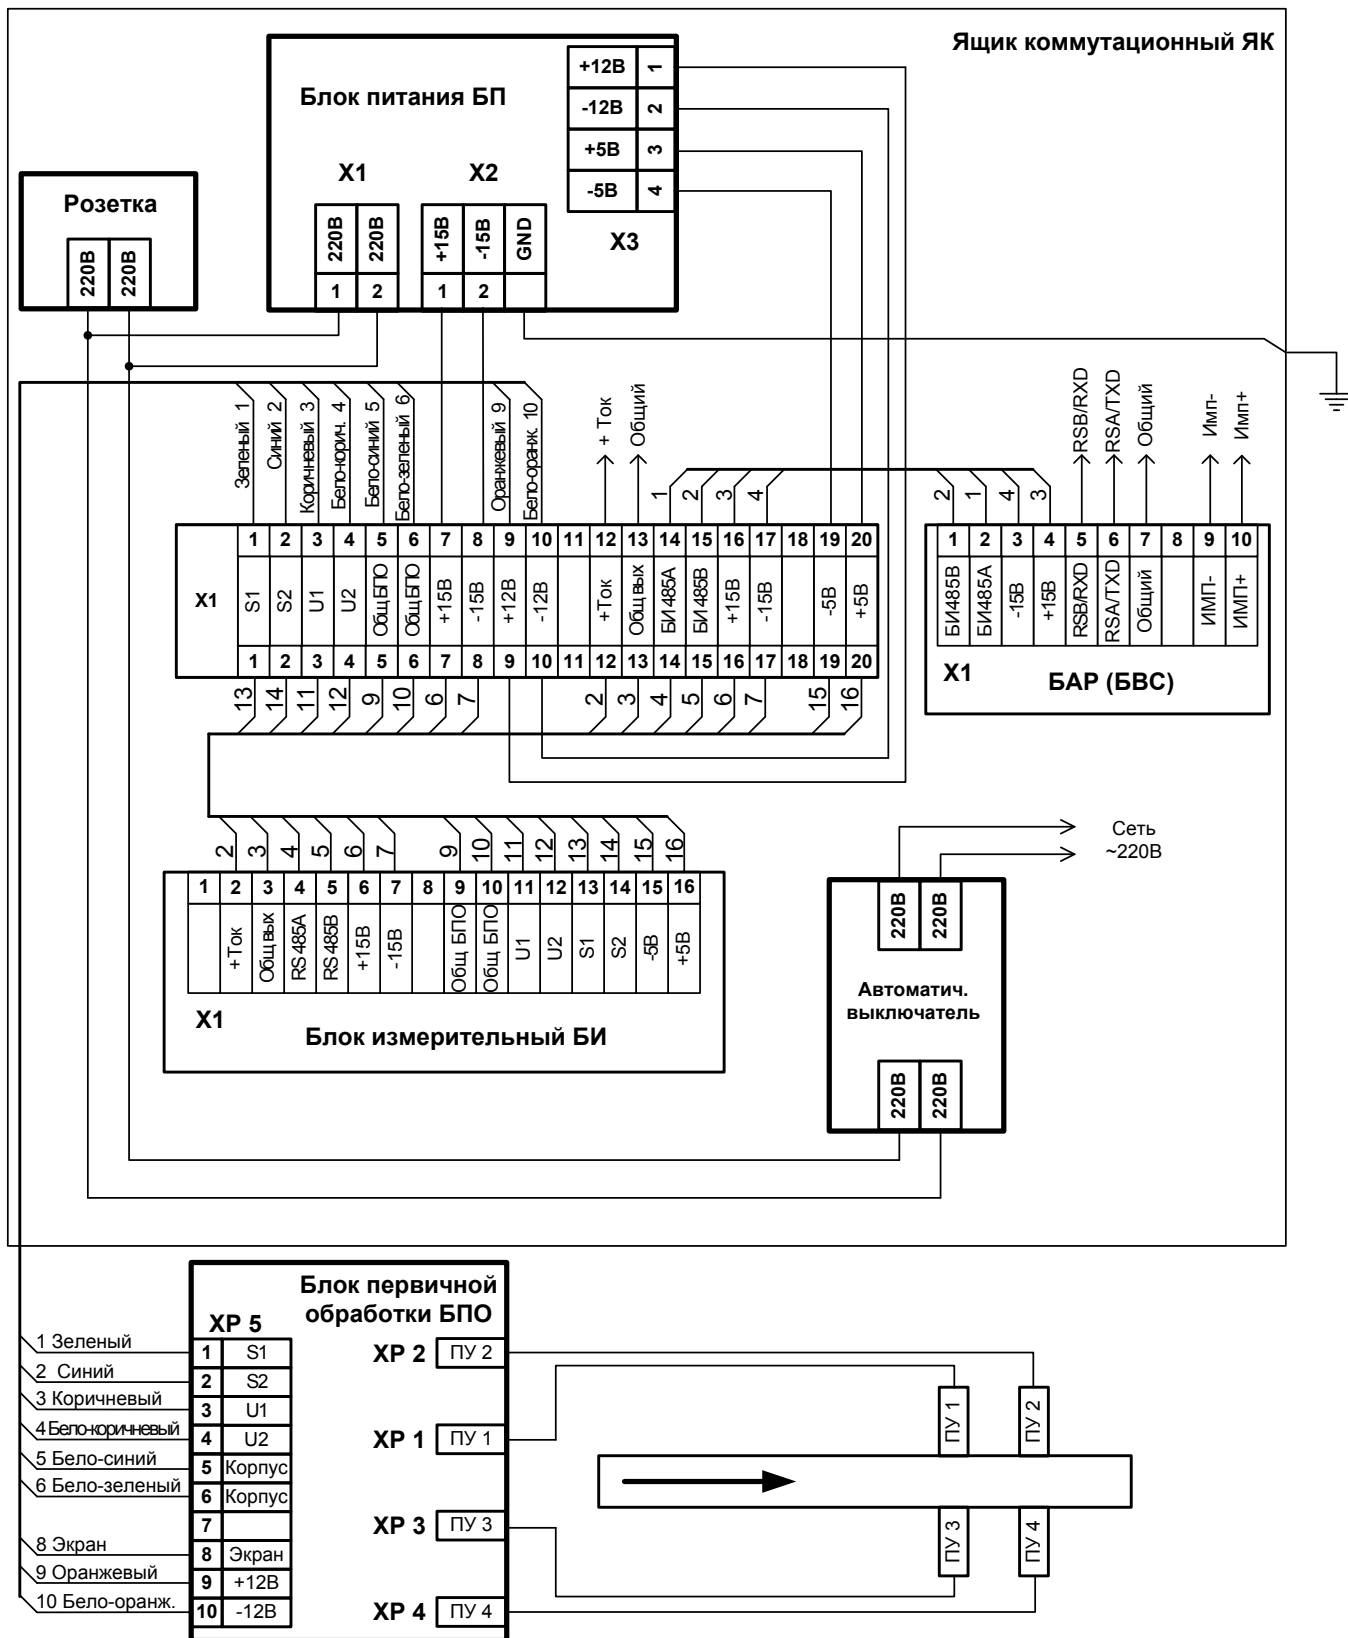 Ящик коммутационный ЯК
Блок питания БП
+12В 1
-12В 2
+5В 3
-5В 4
X3
X1 X2
220В 220В
1 2
+15В -15В GND
1 2
Розетка
220В 220В
Зеленый 1
Синий 2
Коричневый 3
Бело-корич. 4
Бело-синий 5
Бело-зеленый 6
Оранжевый 9
Бело-оранж. 10
+ Ток
Общий
1 2 3 4
2 1 4 3
RSB/RXD
RSA/TXD
Общий
Имп-
Имп+
X1
1 2 3 4 5 6 7 8 9 10 11 12 13 14 15 16 17 18 19 20
S1 S2 U1 U2 Общ БПО Общ БПО +15В -15В +12В -12В +Ток Общ вых БИ 485А БИ 485В +15В -15В -5В +5В
1 2 3 4 5 6 7 8 9 10 11 12 13 14 15 16 17 18 19 20
13 14 11 12 9 10 6 7 2 3 4 5 6 7 15 16
1 2 3 4 5 6 7 8 9 10
БИ485В БИ485А -15В +15В RSB/RXD RSA/TXD Общий ИМП- ИМП+
X1
БАР (БВС)
2 3 4 5 6 7 9 10 11 12 13 14 15 16
1 2 3 4 5 6 7 8 9 10 11 12 13 14 15 16
+Ток Общ вых RS 485А RS 485В +15В -15В Общ БПО Общ БПО U1 U2 S1 S2 -5В +5В
X1
Блок измерительный БИ
Сеть
~220В
220В 220В
Автоматич.
выключатель
220В 220В
Блок первичной
обработки БПО
XP 5
1 Зеленый
2 Синий
3 Коричневый
4 Бело-коричневый
5 Бело-синий
6 Бело-зеленый
8 Экран
9 Оранжевый
10 Бело-оранж.
1 S1
2 S2
3 U1
4 U2
5 Корпус
6 Корпус
7
8 Экран
9 +12В
10 -12В
XP 2 ПУ 2
XP 1 ПУ 1
XP 3 ПУ 3
XP 4 ПУ 4
ПУ 1
ПУ 2
ПУ 3
ПУ 4